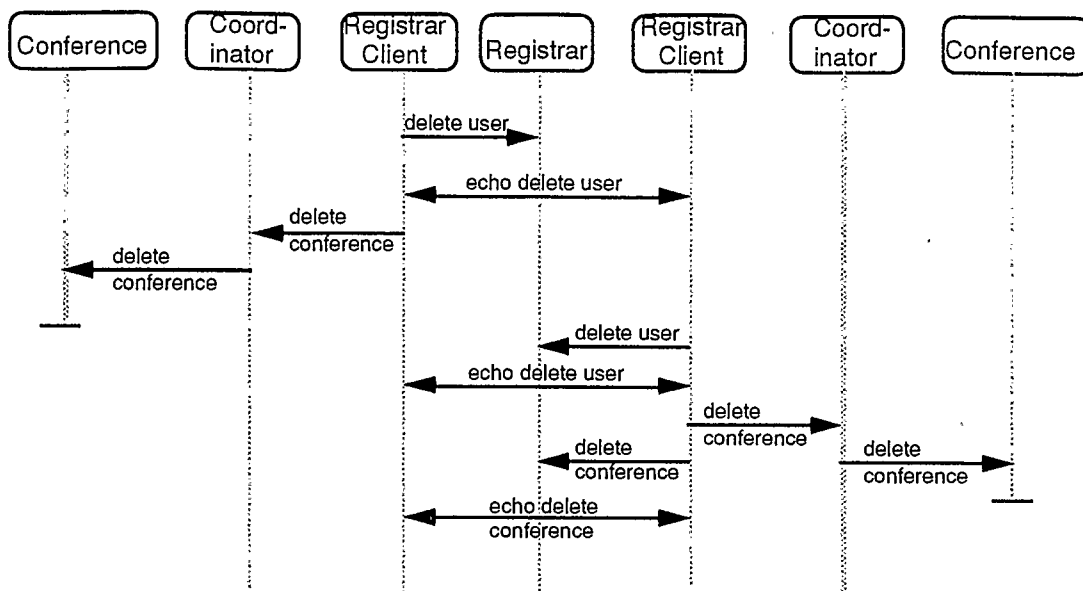 Conference
Coord-
inator
Registrar
Client
Registrar
Registrar
Client
Coord-
inator
Conference
delete user
echo delete user
delete
conference
delete
conference
delete user
echo delete user
delete
conference
delete
conference
delete
conference
echo delete
conference